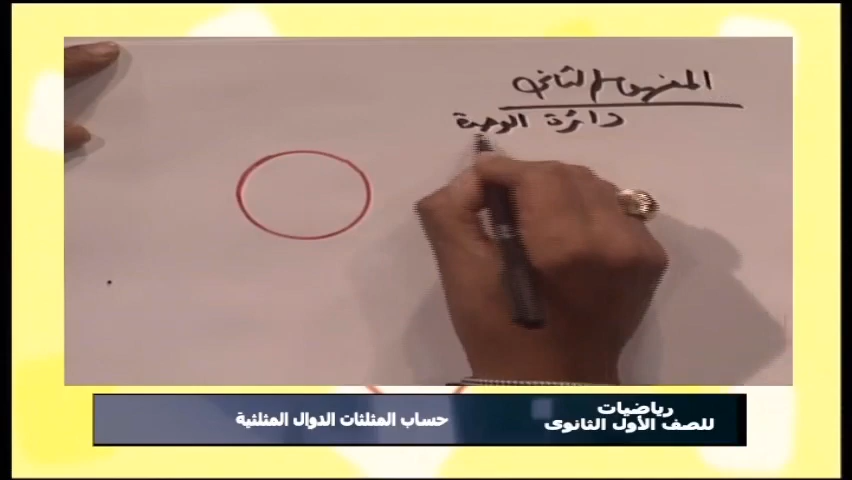 المفهوم الثاني
دائرة الوحدة
رياضيات
للصف الأول الثانوى
حساب المثلثات الدوال المثلثية